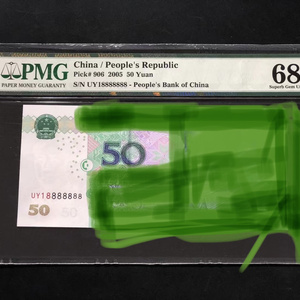 PMG
PAPER MONEY GUARANTY
China / People's Republic
Pick# 906 2005 50 Yuan
S/N UY18888888 - People's Bank of China
68
Superb Gem
50
UY18888888
50